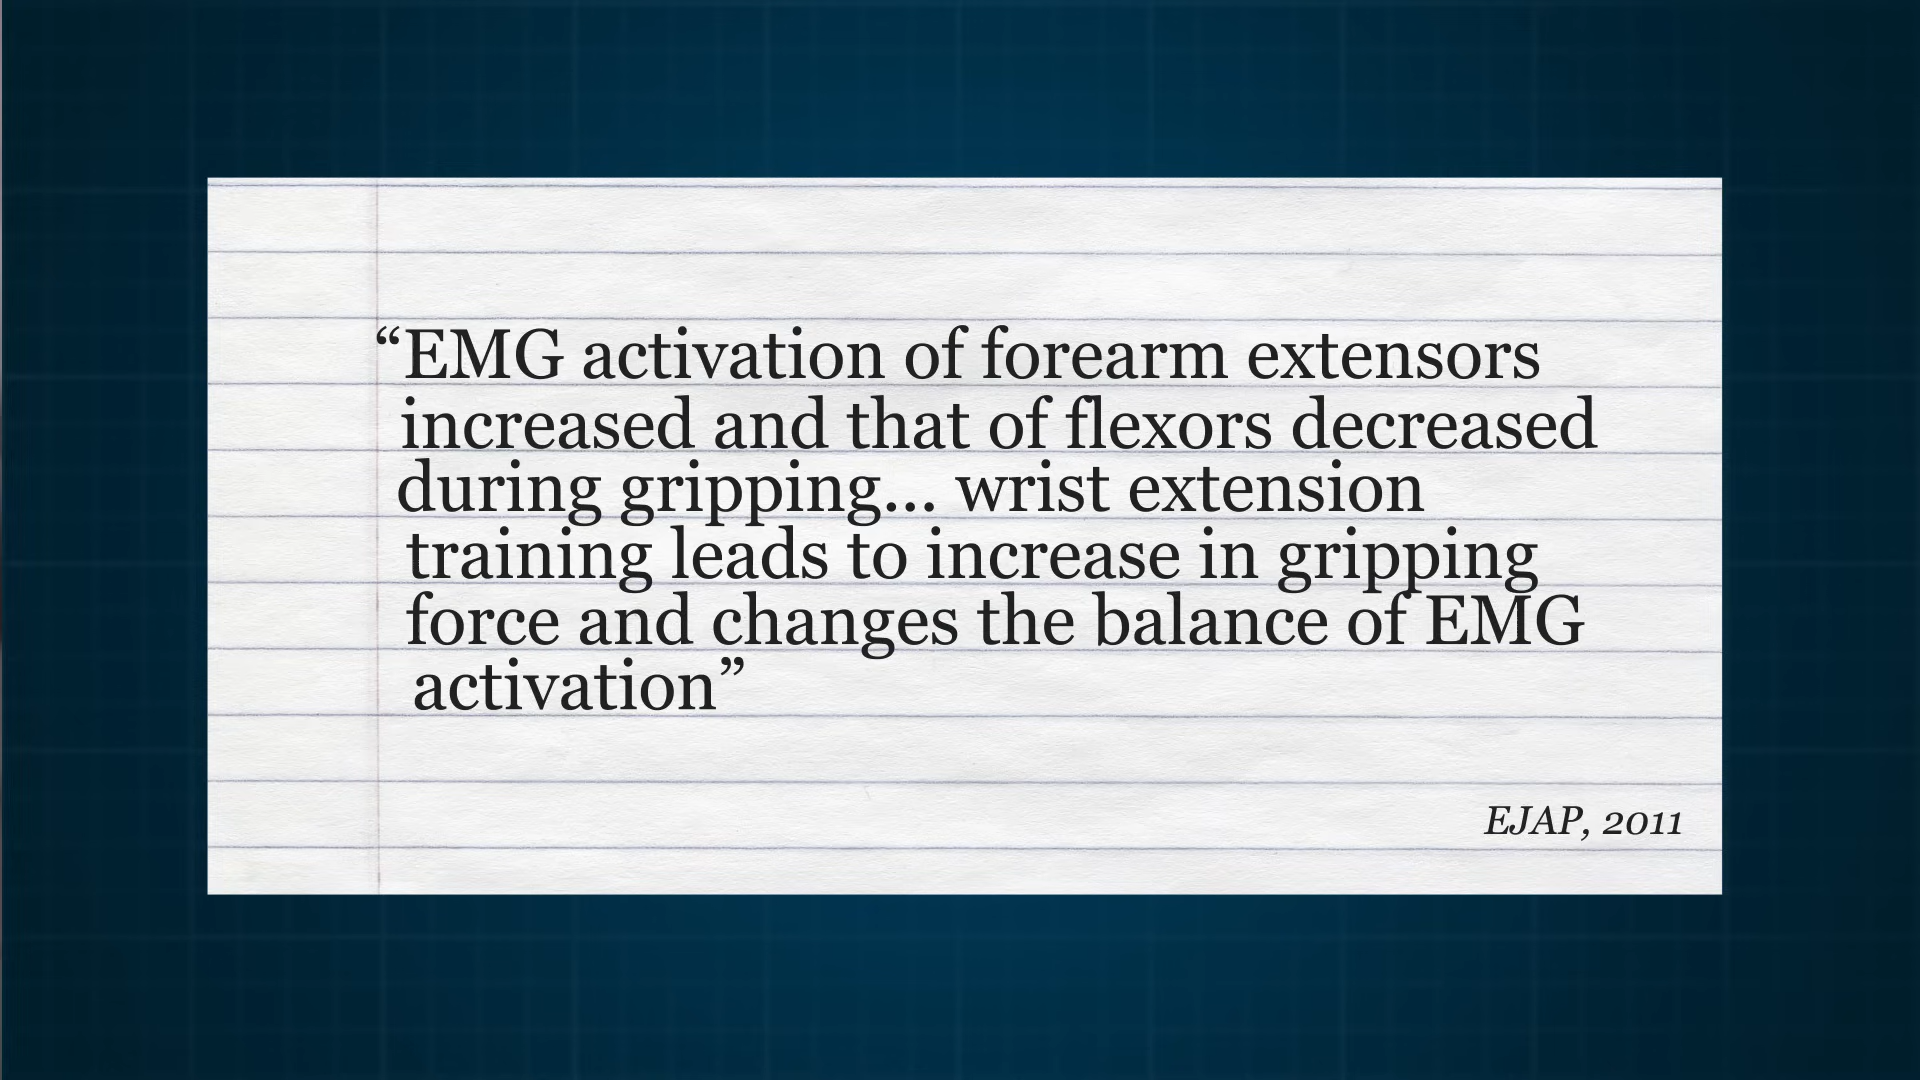 “EMG activation of forearm extensors
increased and that of flexors decreased
during gripping... wrist extension
training leads to increase in gripping
force and changes the balance of EMG
activation”
EJAP, 2011